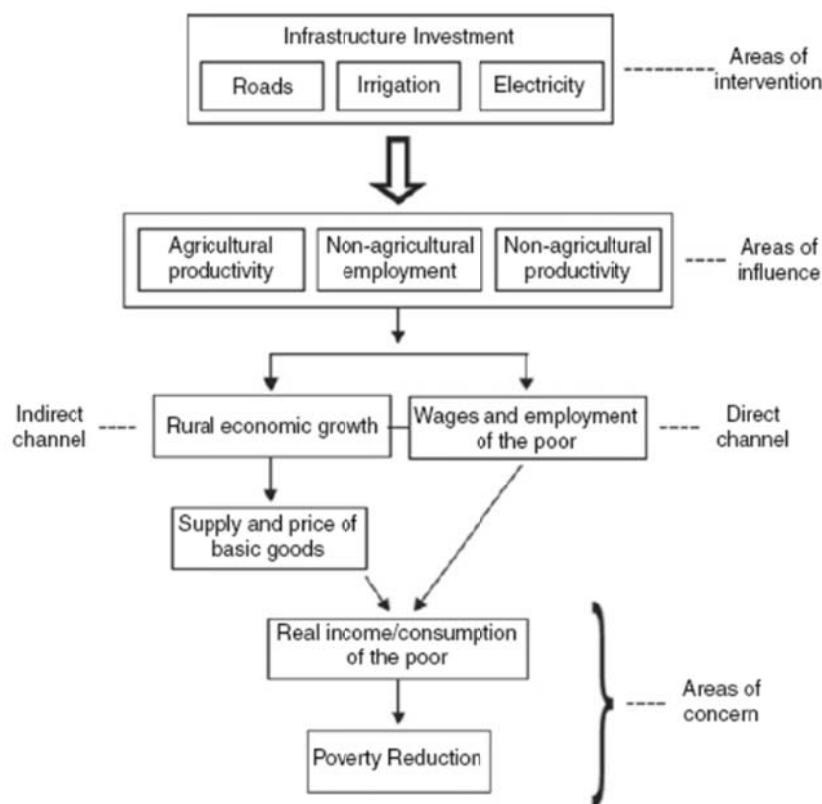 Infrastructure Investment
Roads
Irrigation
Electricity
Areas of
intervention
Agricultural
productivity
Non-agricultural
employment
Non-agricultural
productivity
Areas of
influence
Indirect
channel
Rural economic growth
Wages and employment
of the poor
Direct
channel
Supply and price of
basic goods
Real income/consumption
of the poor
Areas of
concern
Poverty Reduction